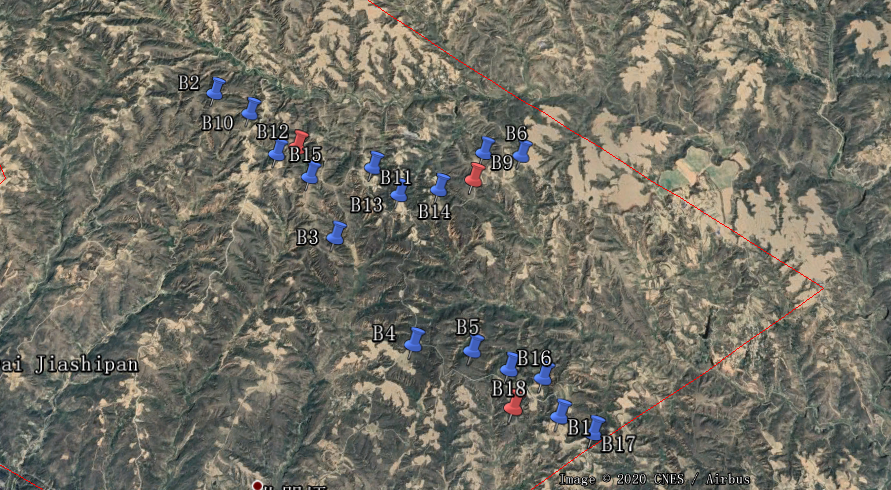 B2
B10
B12
B15
B6
B9
B11
B13
B14
B3
B4
B5
B16
B18
B1
B17
ai Jiashipan
Image © 2020 CNES / Airbus